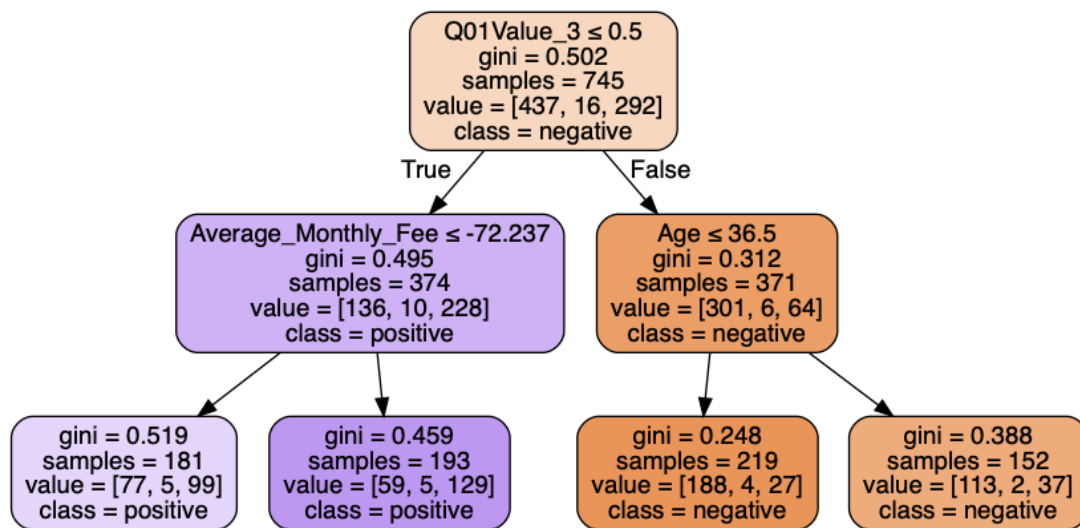 Q01Value_3 ≤ 0.5
gini = 0.502
samples = 745
value = [437, 16, 292]
class = negative
True
False
Average_Monthly_Fee ≤ -72.237
gini = 0.495
samples = 374
value = [136, 10, 228]
class = positive
Age ≤ 36.5
gini = 0.312
samples = 371
value = [301, 6, 64]
class = negative
gini = 0.519
samples = 181
value = [77, 5, 99]
class = positive
gini = 0.459
samples = 193
value = [59, 5, 129]
class = positive
gini = 0.248
samples = 219
value = [188, 4, 27]
class = negative
gini = 0.388
samples = 152
value = [113, 2, 37]
class = negative